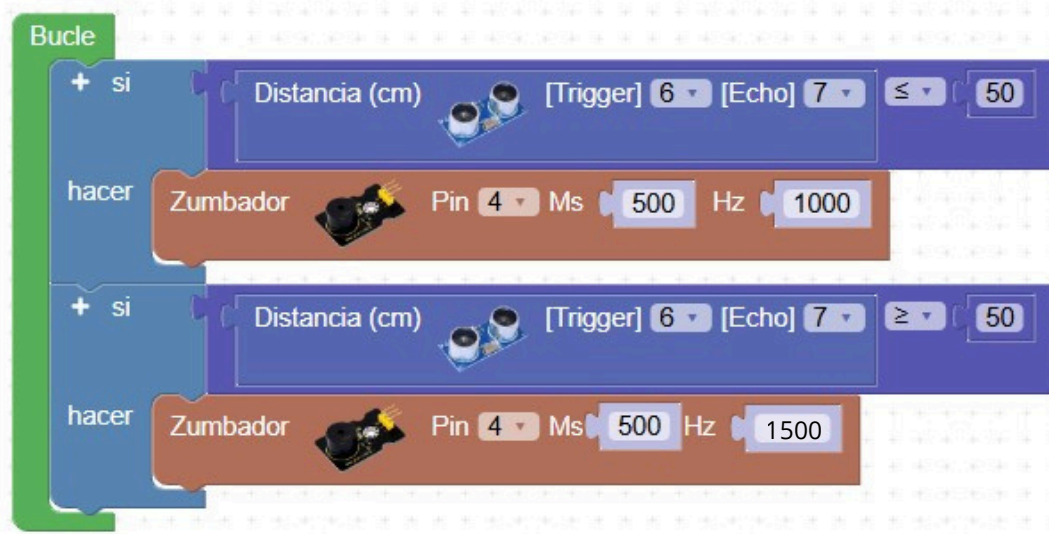 Bucle
+ si Distancia (cm) [Trigger] 6 [Echo] 7 ≤ 50
hacer Zumbador Pin 4 Ms 500 Hz 1000
+ si Distancia (cm) [Trigger] 6 [Echo] 7 ≥ 50
hacer Zumbador Pin 4 Ms 500 Hz 1500